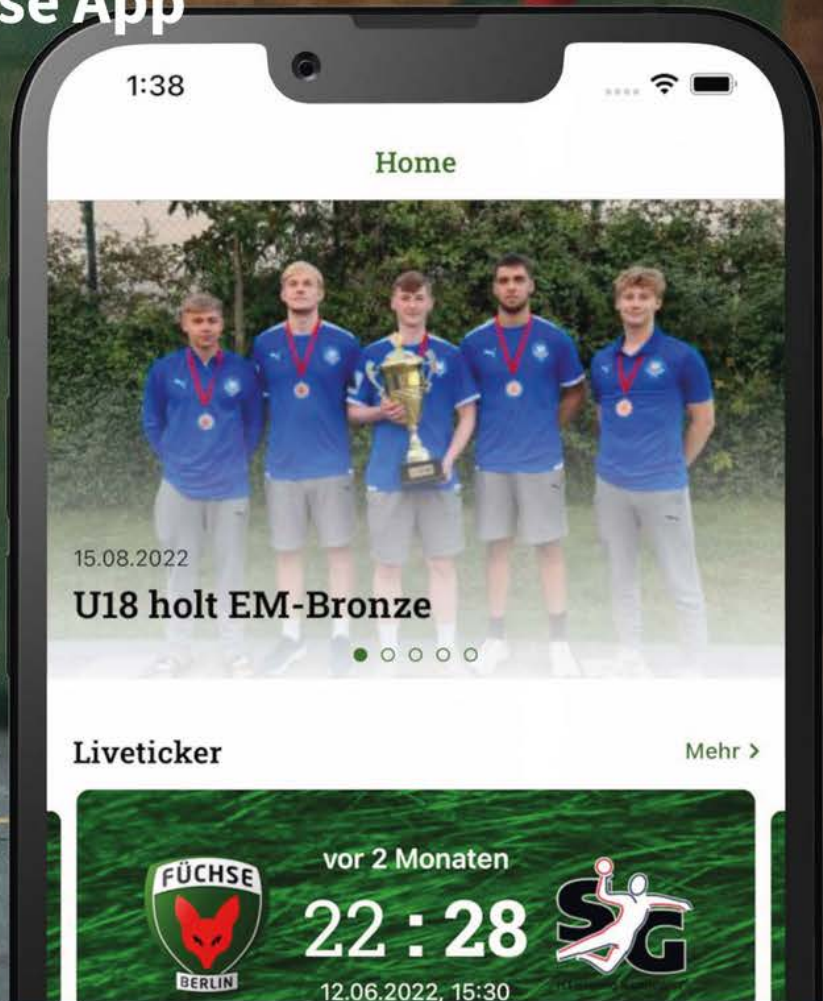 se App
1:38
Home
15.08.2022
U18 holt EM-Bronze
Liveticker
Mehr >
FÜCHSE
BERLIN
vor 2 Monaten
22 : 28
SG
12.06.2022, 15:30